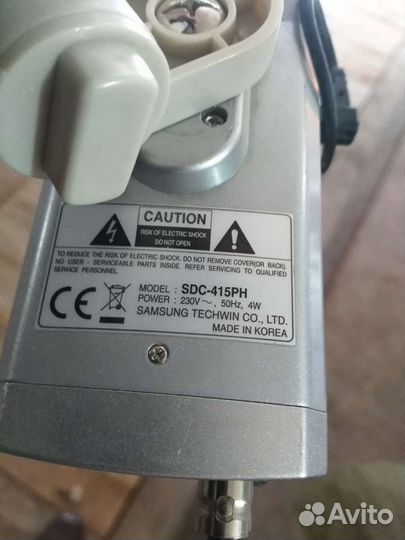 CAUTION
RISK OF ELECTRIC SHOCK
DO NOT OPEN
TO REDUCE THE RISK OF ELECTRIC SHOCK. DO NOT REMOVE COVER(OR BACK).
NO USER - SERVICEABLE PARTS INSIDE. REFER SERVICING TO QUALIFIED
SERVICE PERSONNEL.
MODEL : SDC-415PH
POWER : 230V ~, 50Hz, 4W
SAMSUNG TECHWIN CO., LTD.
MADE IN KOREA
CE
Avito